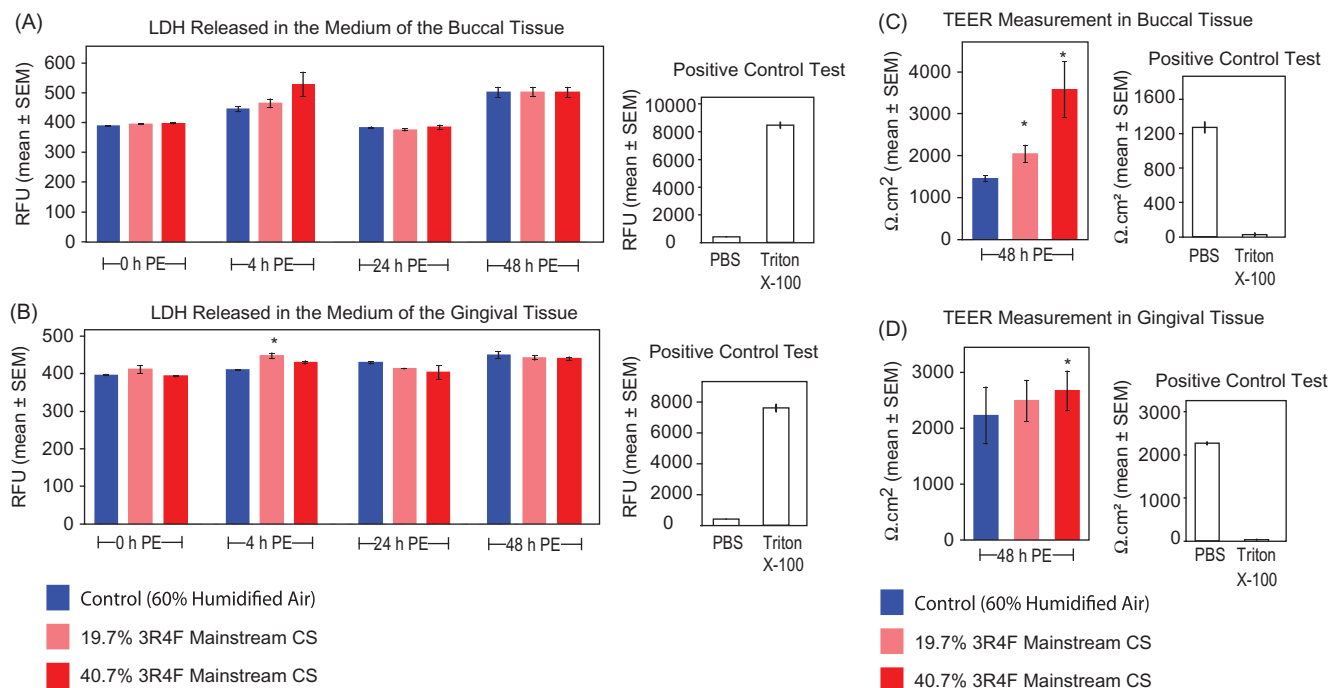 (A)
LDH Released in the Medium of the Buccal Tissue
RFU (mean ± SEM)
600
500
400
300
200
100
0
0 h PE
4 h PE
24 h PE
48 h PE
Positive Control Test
RFU (mean ± SEM)
10000
8000
6000
4000
2000
0
PBS
Triton
X-100
(B)
LDH Released in the Medium of the Gingival Tissue
RFU (mean ± SEM)
500
400
300
200
100
0
*
0 h PE
4 h PE
24 h PE
48 h PE
Positive Control Test
RFU (mean ± SEM)
8000
6000
4000
2000
0
PBS
Triton
X-100
Control (60% Humidified Air)
19.7% 3R4F Mainstream CS
40.7% 3R4F Mainstream CS
(C)
TEER Measurement in Buccal Tissue
Ω.cm² (mean ± SEM)
4000
3000
2000
1000
0
*
*
48 h PE
Positive Control Test
Ω.cm² (mean ± SEM)
1600
1200
800
400
0
PBS
Triton
X-100
(D)
TEER Measurement in Gingival Tissue
Ω.cm² (mean ± SEM)
3000
2000
1000
0
*
48 h PE
Positive Control Test
Ω.cm² (mean ± SEM)
3000
2000
1000
0
PBS
Triton
X-100
Control (60% Humidified Air)
19.7% 3R4F Mainstream CS
40.7% 3R4F Mainstream CS